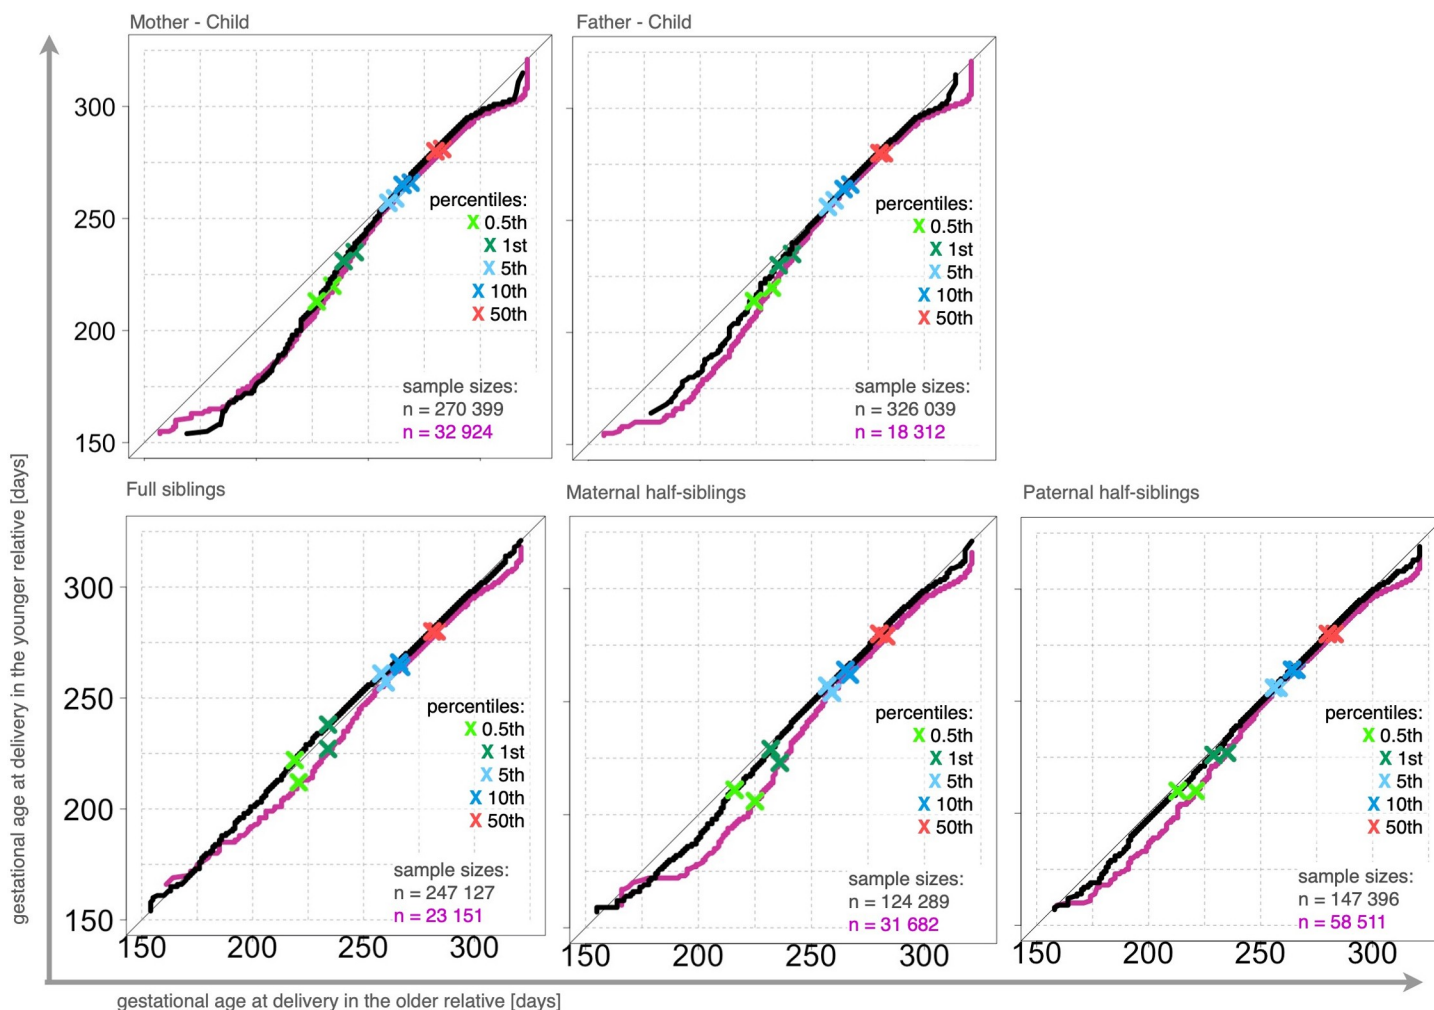 Mother - Child
Father - Child
300
250
200
150
percentiles:
X 0.5th
X 1st
X 5th
X 10th
X 50th
sample sizes:
n = 270 399
n = 32 924
percentiles:
X 0.5th
X 1st
X 5th
X 10th
X 50th
sample sizes:
n = 326 039
n = 18 312
Full siblings
Maternal half-siblings
Paternal half-siblings
300
250
200
150
percentiles:
X 0.5th
X 1st
X 5th
X 10th
X 50th
sample sizes:
n = 247 127
n = 23 151
percentiles:
X 0.5th
X 1st
X 5th
X 10th
X 50th
sample sizes:
n = 124 289
n = 31 682
percentiles:
X 0.5th
X 1st
X 5th
X 10th
X 50th
sample sizes:
n = 147 396
n = 58 511
150 200 250 300
150 200 250 300
150 200 250 300
gestational age at delivery in the younger relative [days]
gestational age at delivery in the older relative [days]